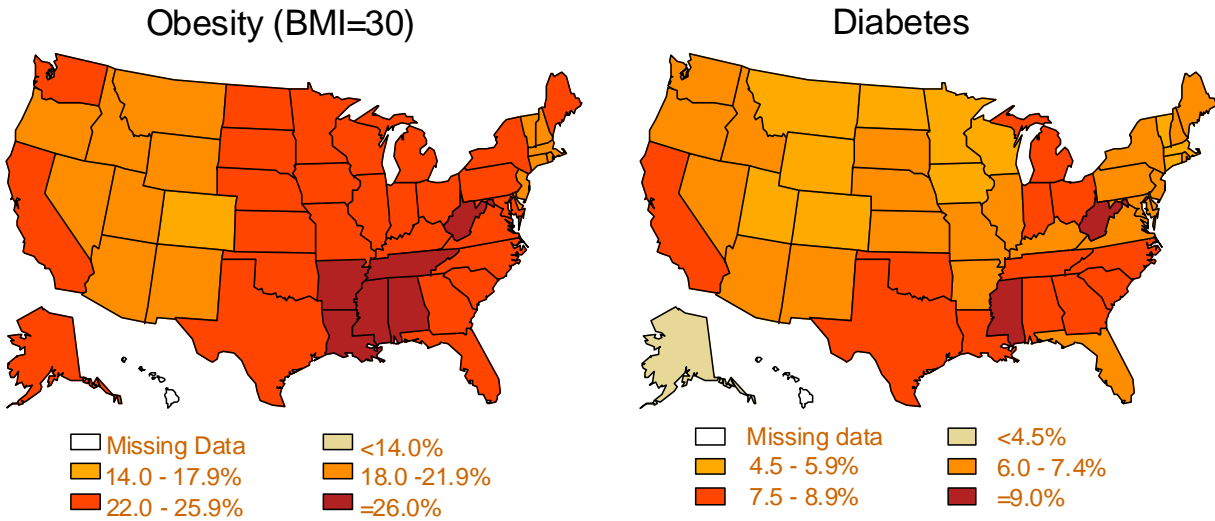 Obesity (BMI=30)
Diabetes
Missing Data
<14.0%
14.0 - 17.9%
18.0 -21.9%
22.0 - 25.9%
=26.0%
Missing data
<4.5%
4.5 - 5.9%
6.0 - 7.4%
7.5 - 8.9%
=9.0%